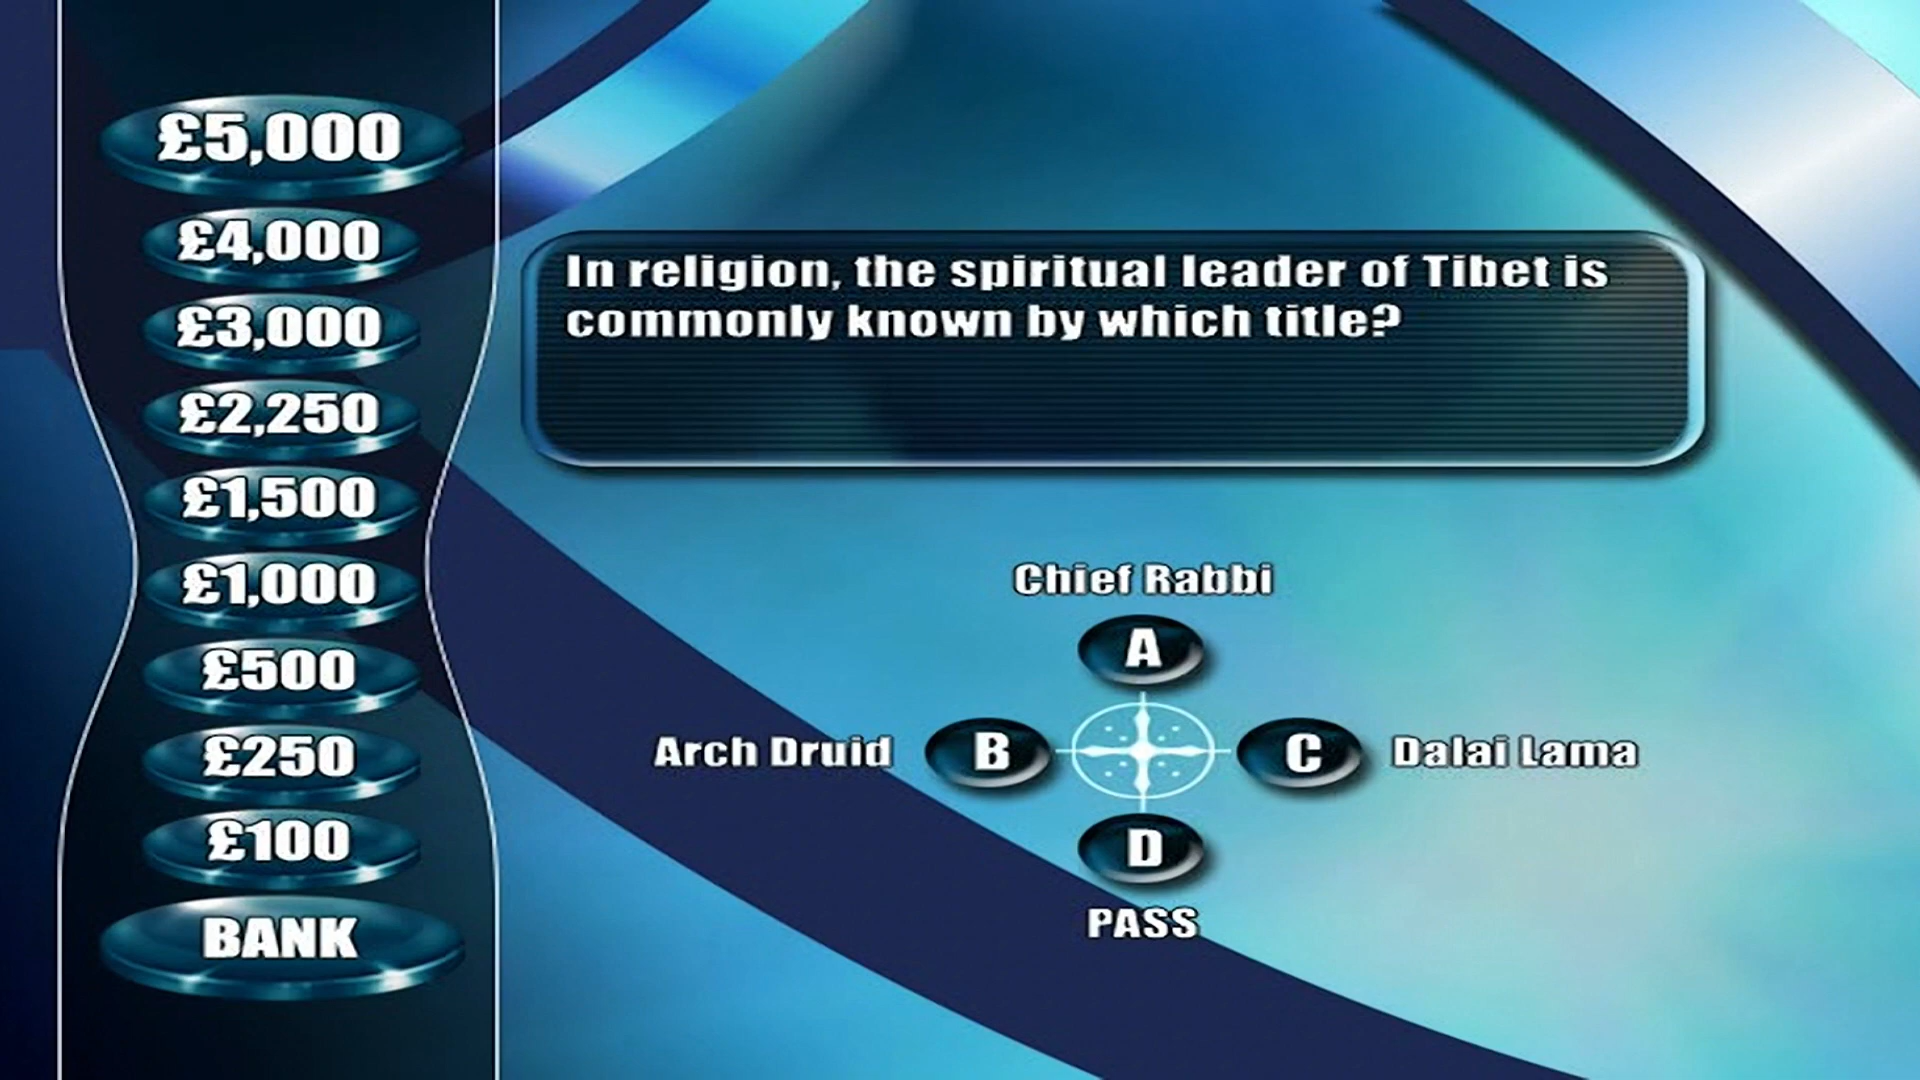 £5,000
£4,000
£3,000
£2,250
£1,500
£1,000
£500
£250
£100
BANK
In religion, the spiritual leader of Tibet is
commonly known by which title?
Chief Rabbi
A
Arch Druid B C Dalai Lama
D
PASS